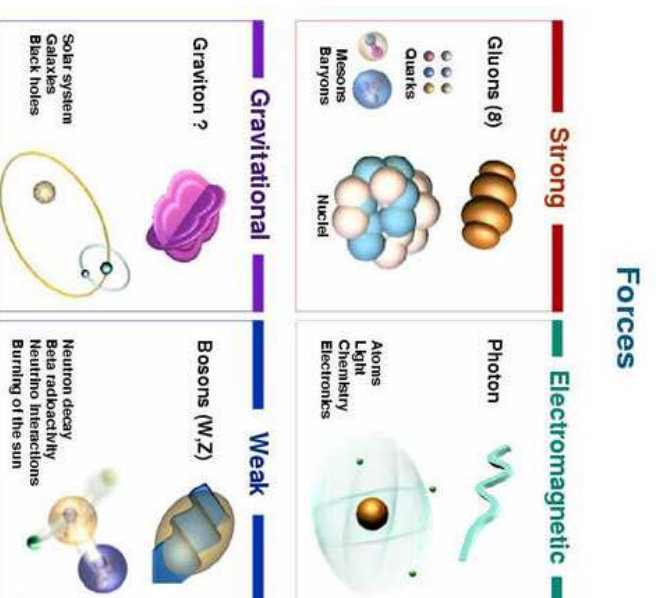 Forces
Strong
Gluons (8)
Quarks
Mesons
Baryons
Nuclei
Electromagnetic
Photon
Atoms
Light
Chemistry
Electronics
Gravitational
Graviton ?
Solar system
Galaxies
Black holes
Weak
Bosons (W,Z)
Neutron decay
Beta radioactivity
Neutrino interactions
Burning of the sun